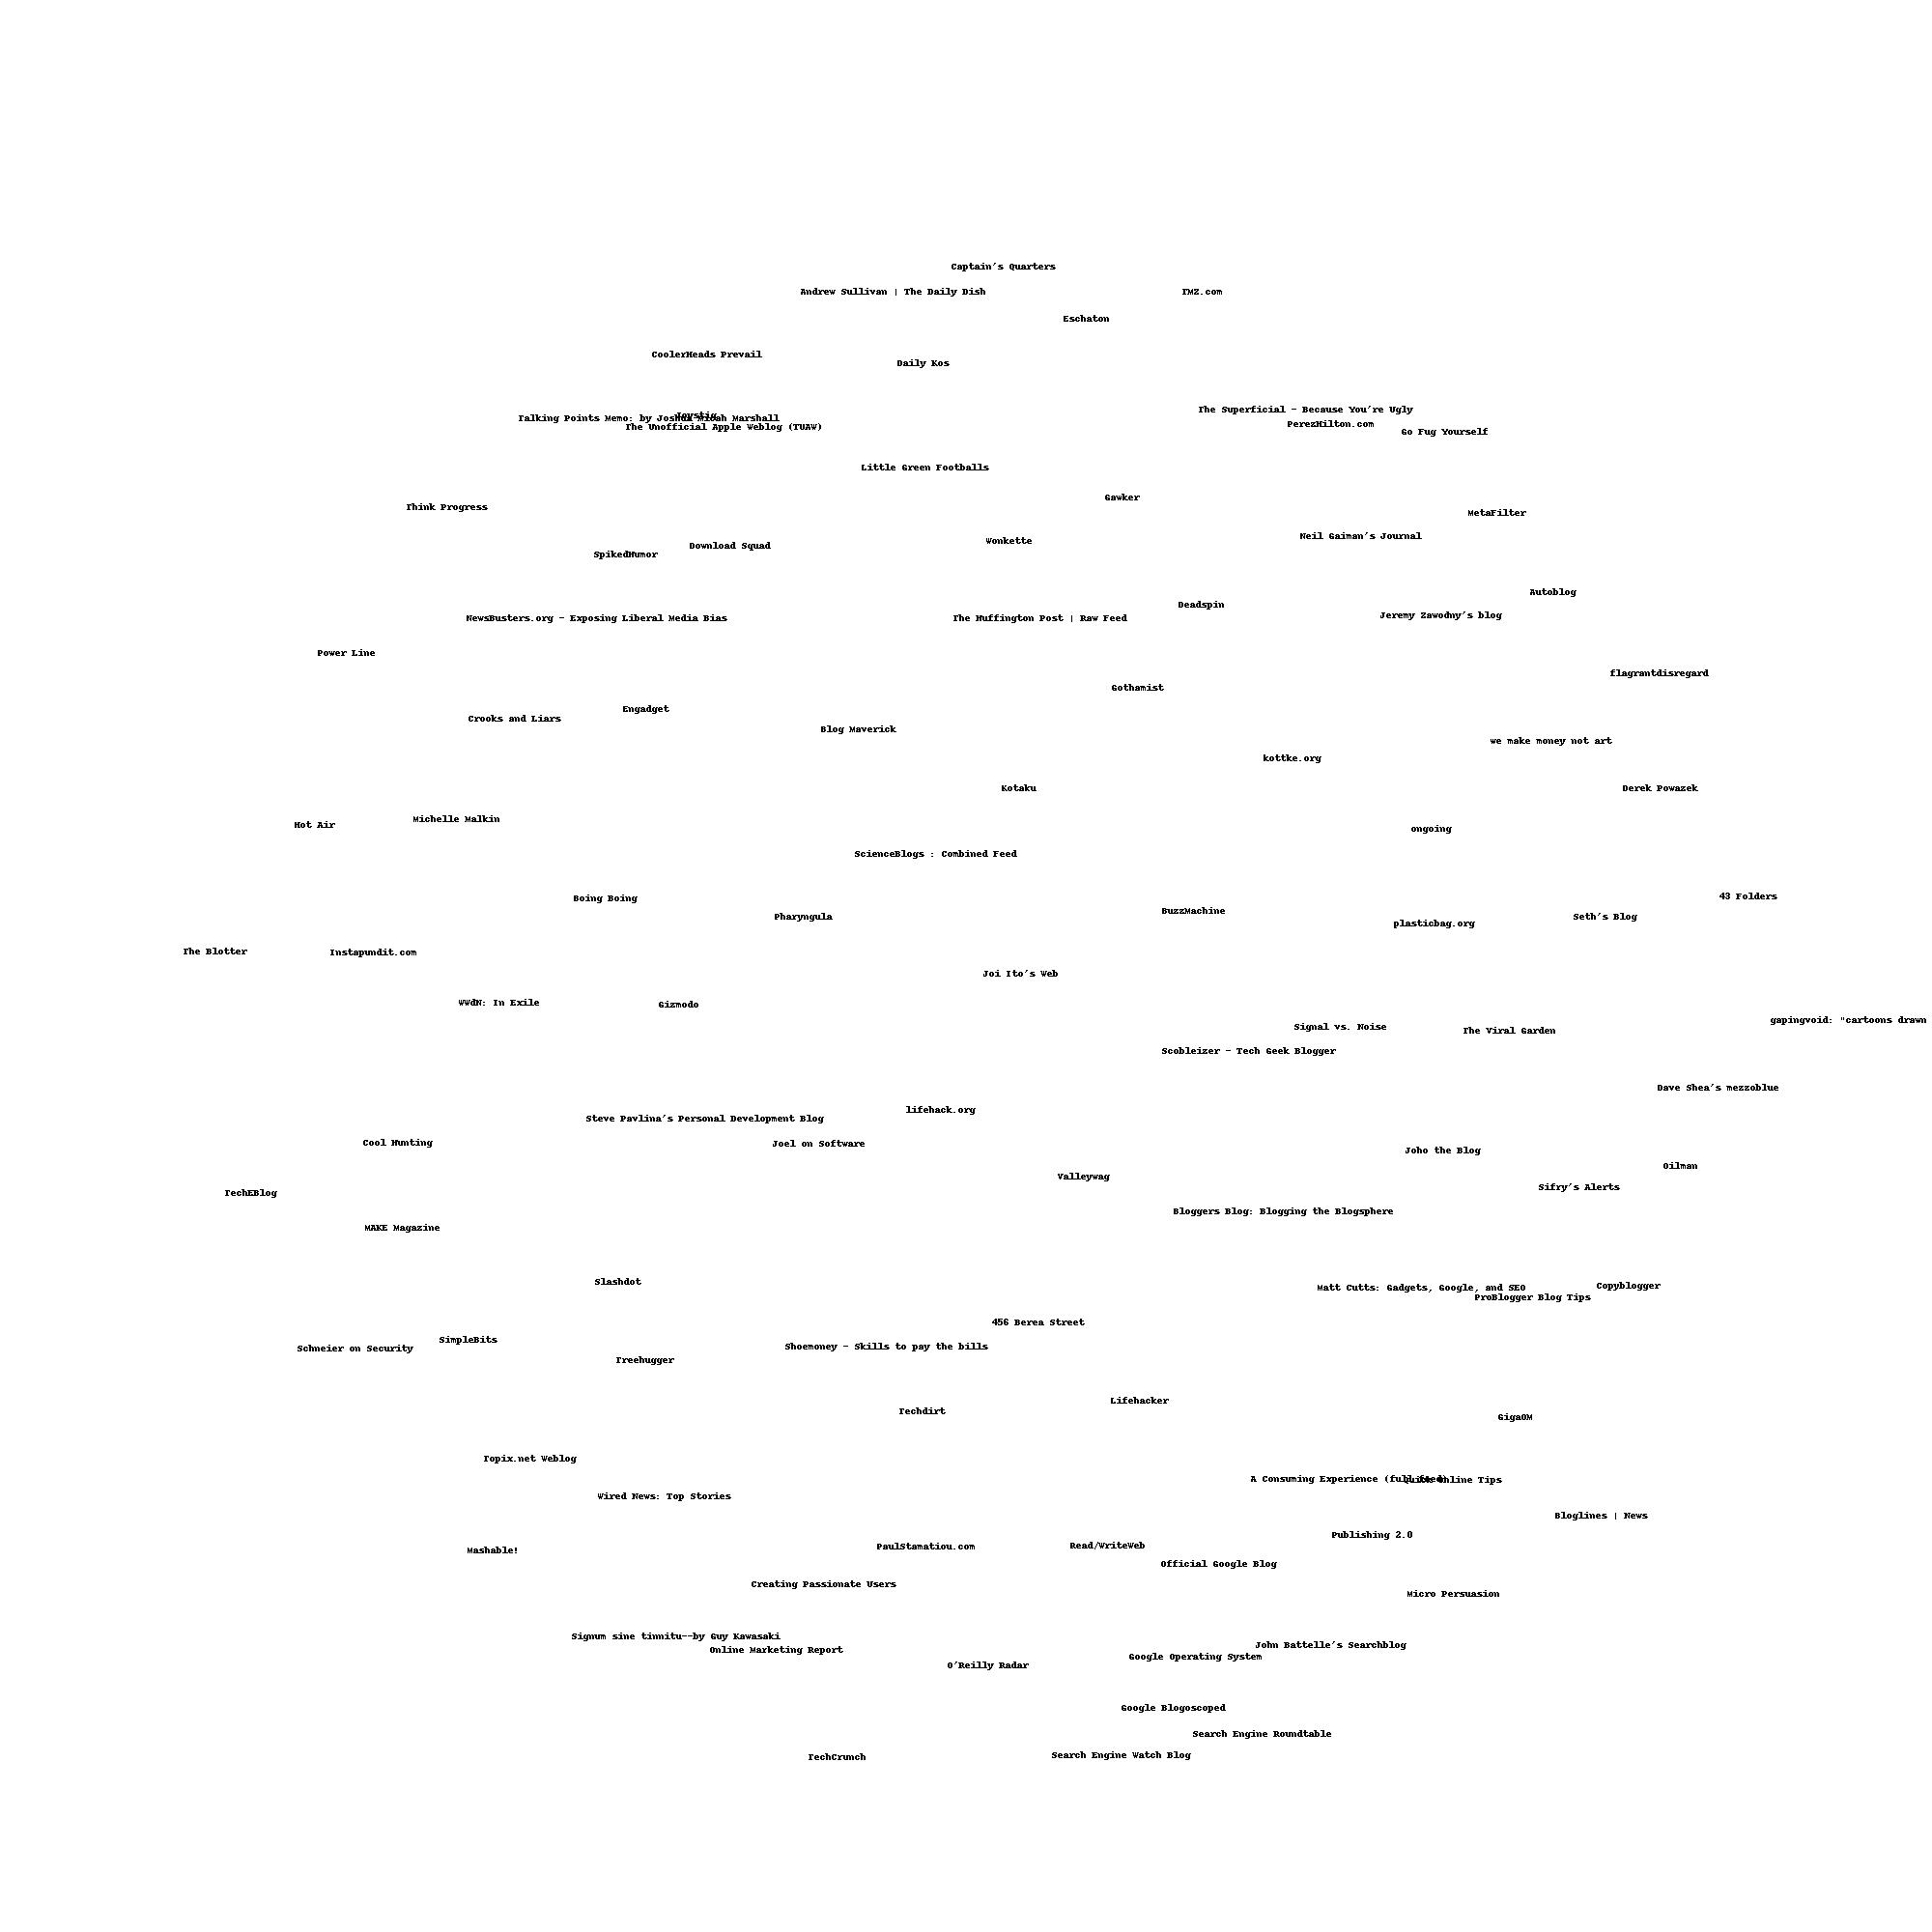 Captain's Quarters
Andrew Sullivan | The Daily Dish
TMZ.com
Eschaton
CoolerHeads Prevail
Daily Kos
The Superficial - Because You're Ugly
Joystiq
Talking Points Memo: by Joshua Micah Marshall
PerezHilton.com
The Unofficial Apple Weblog (TUAW)
Go Fug Yourself
Little Green Footballs
Gawker
Think Progress
MetaFilter
Neil Gaiman's Journal
Wonkette
Download Squad
SpikedHumor
Autoblog
Deadspin
Jeremy Zawodny's blog
NewsBusters.org - Exposing Liberal Media Bias
The Huffington Post | Raw Feed
Power Line
flagrantdisregard
Gothamist
Engadget
Crooks and Liars
Blog Maverick
we make money not art
kottke.org
Kotaku
Derek Powazek
Michelle Malkin
Hot Air
ongoing
ScienceBlogs : Combined Feed
43 Folders
Boing Boing
BuzzMachine
Pharyngula
Seth's Blog
plasticbag.org
The Blotter
Instapundit.com
Joi Ito's Web
WWdN: In Exile
Gizmodo
gapingvoid: "cartoons drawn
Signal vs. Noise
The Viral Garden
Scobleizer - Tech Geek Blogger
Dave Shea's mezzoblue
lifehack.org
Steve Pavlina's Personal Development Blog
Cool Hunting
Joel on Software
Joho the Blog
Oilman
Valleywag
Sifry's Alerts
TechEBlog
Bloggers Blog: Blogging the Blogsphere
MAKE Magazine
Slashdot
Copyblogger
Matt Cutts: Gadgets, Google, and SEO
ProBlogger Blog Tips
456 Berea Street
SimpleBits
Shoemoney - Skills to pay the bills
Schneier on Security
Treehugger
Lifehacker
Techdirt
GigaOM
Topix.net Weblog
A Consuming Experience (full feed)
Quick Online Tips
Wired News: Top Stories
Bloglines | News
Publishing 2.0
Read/WriteWeb
PaulStamatiou.com
Mashable!
Official Google Blog
Creating Passionate Users
Micro Persuasion
Signum sine tinnitu--by Guy Kawasaki
John Battelle's Searchblog
Online Marketing Report
Google Operating System
O'Reilly Radar
Google Blogoscoped
Search Engine Roundtable
Search Engine Watch Blog
TechCrunch